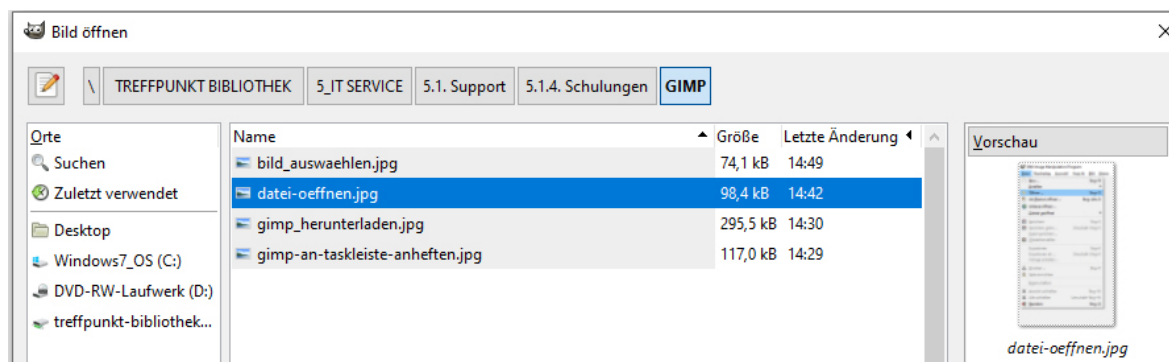 Bild öffnen
\ TREFFPUNKT BIBLIOTHEK 5_IT SERVICE 5.1. Support 5.1.4. Schulungen GIMP
Orte
Suchen
Zuletzt verwendet
Desktop
Windows7_OS (C:)
DVD-RW-Laufwerk (D:)
treffpunkt-bibliothek...
Name Größe Letzte Änderung
bild_auswaehlen.jpg 74,1 kB 14:49
datei-oeffnen.jpg 98,4 kB 14:42
gimp_herunterladen.jpg 295,5 kB 14:30
gimp-an-taskleiste-anheften.jpg 117,0 kB 14:29
Vorschau
datei-oeffnen.jpg